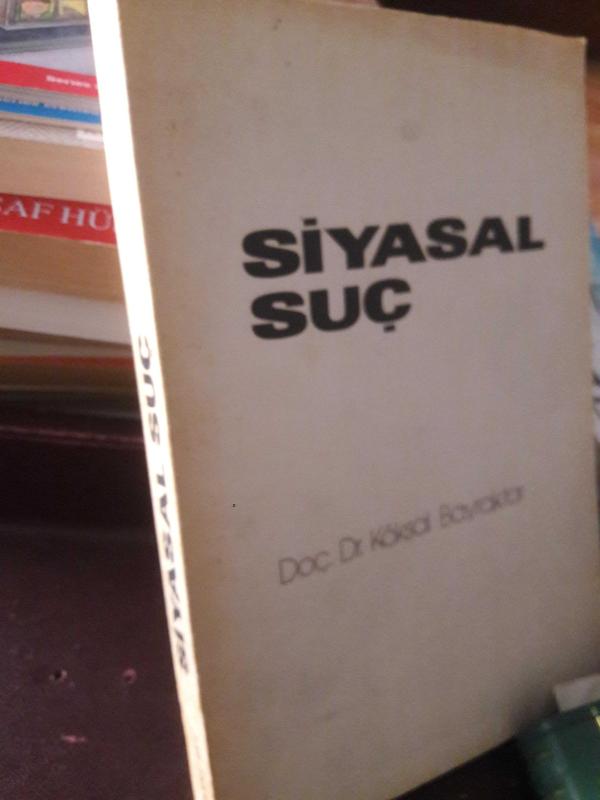 SİYASAL
SUÇ
Doç. Dr. Köksal Bayraktar
SİYASAL SUÇ